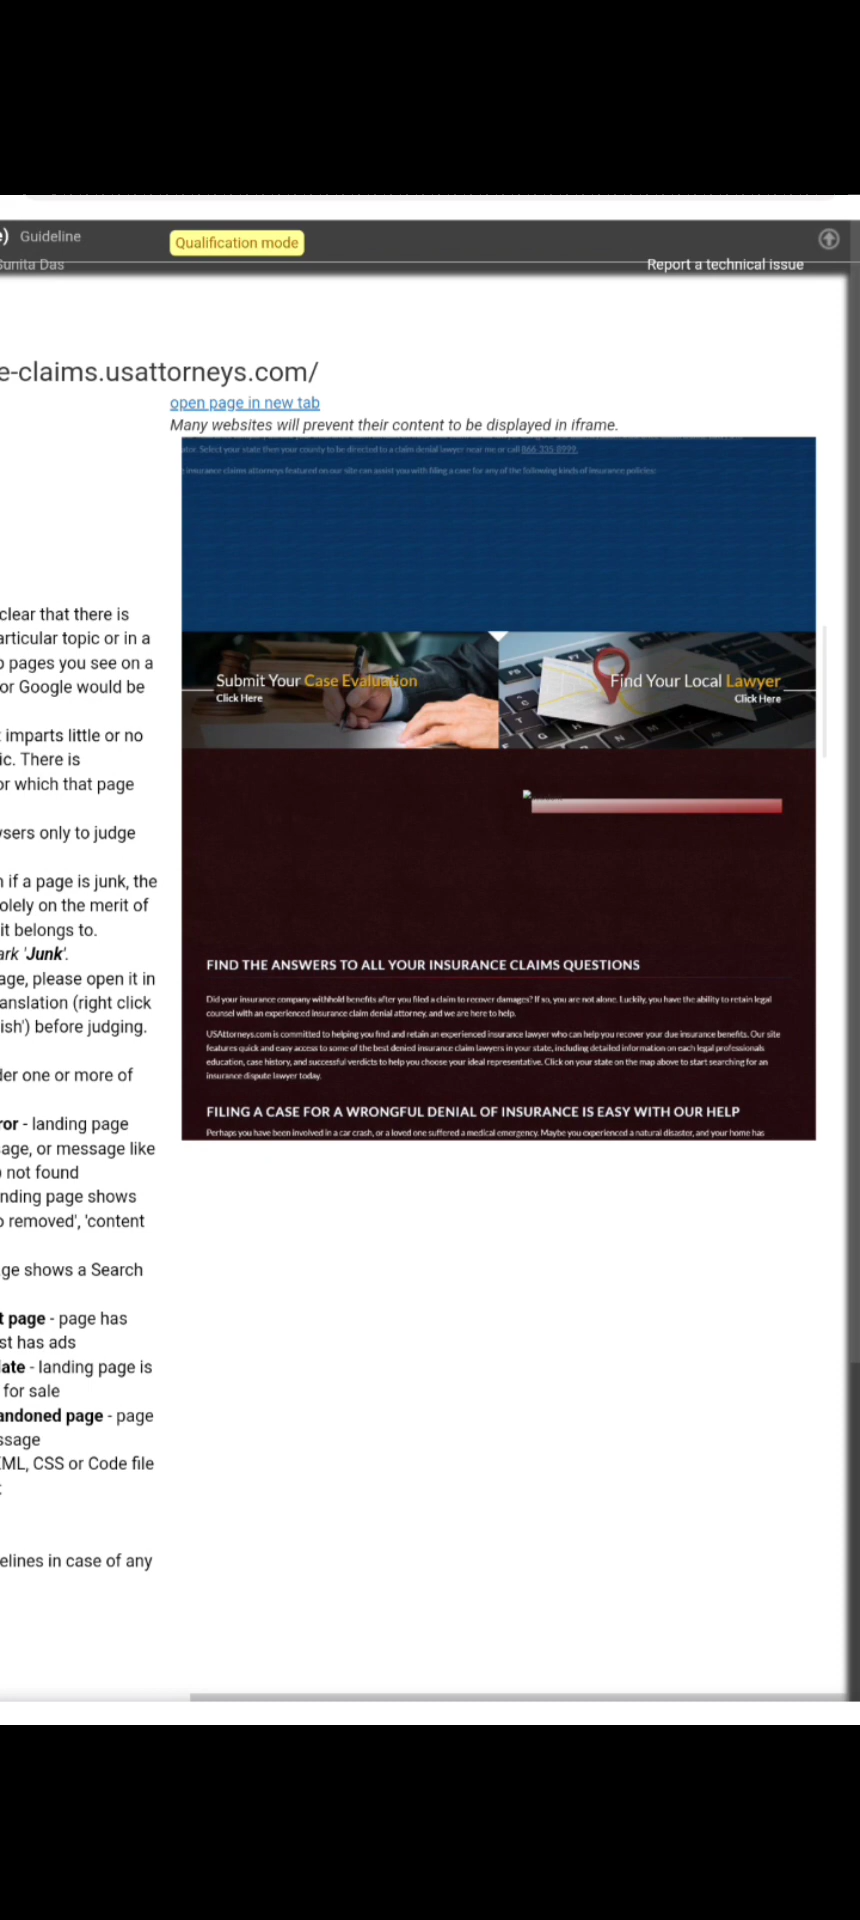 e) Guideline
Qualification mode
Sunita Das
Report a technical issue
e-claims.usattorneys.com/
open page in new tab
Many websites will prevent their content to be displayed in iframe.
ator. Select your state then your county to be directed to a claim denial lawyer near me or call 866 335 8999.
insurance claims attorneys featured on our site can assist you with filing a case for any of the following kinds of insurance policies:
clear that there is
articular topic or in a
pages you see on a
or Google would be
Submit Your Case Evaluation
Click Here
Find Your Local Lawyer
Click Here
imparts little or no
ic. There is
or which that page
wsers only to judge
if a page is junk, the
olely on the merit of
it belongs to.
ark 'Junk'.
age, please open it in
anslation (right click
ish') before judging.
der one or more of
ror - landing page
sage, or message like
not found
nding page shows
o removed', 'content
ge shows a Search
t page - page has
st has ads
late - landing page is
for sale
andoned page - page
ssage
ML, CSS or Code file
elines in case of any
FIND THE ANSWERS TO ALL YOUR INSURANCE CLAIMS QUESTIONS
Did your insurance company withhold benefits after you filed a claim to recover damages? If so, you are not alone. Luckily, you have the ability to retain legal
counsel with an experienced insurance claim denial attorney, and we are here to help.
USAttorneys.com is committed to helping you find and retain an experienced insurance lawyer who can help you recover your due insurance benefits. Our site
features quick and easy access to some of the best denied insurance claim lawyers in your state, including detailed information on each legal professionals
education, case history, and successful verdicts to help you choose your ideal representative. Click on your state on the map above to start searching for an
insurance dispute lawyer today.
FILING A CASE FOR A WRONGFUL DENIAL OF INSURANCE IS EASY WITH OUR HELP
Perhaps you have been involved in a car crash, or a loved one suffered a medical emergency. Maybe you experienced a natural disaster, and your home has